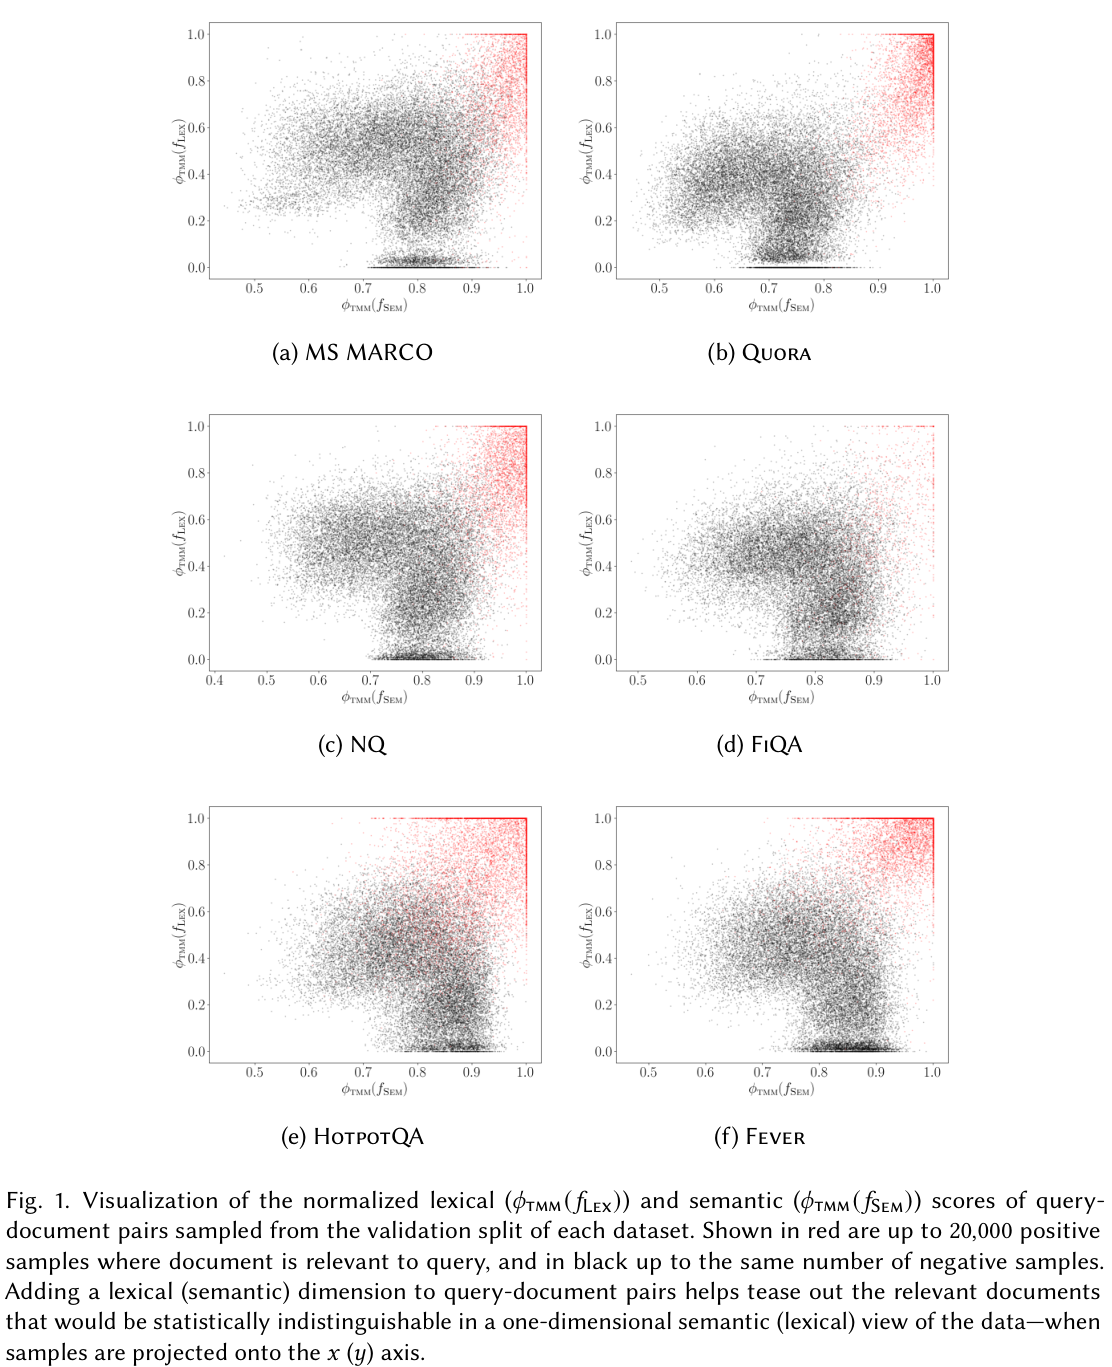 1.0
0.8
0.6
0.4
0.2
0.0
ϕTMM(fLex)
0.5 0.6 0.7 0.8 0.9 1.0
ϕTMM(fSem)
(a) MS MARCO
1.0
0.8
0.6
0.4
0.2
0.0
ϕTMM(fLex)
0.5 0.6 0.7 0.8 0.9 1.0
ϕTMM(fSem)
(b) Quora
1.0
0.8
0.6
0.4
0.2
0.0
ϕTMM(fLex)
0.4 0.5 0.6 0.7 0.8 0.9 1.0
ϕTMM(fSem)
(c) NQ
1.0
0.8
0.6
0.4
0.2
0.0
ϕTMM(fLex)
0.5 0.6 0.7 0.8 0.9 1.0
ϕTMM(fSem)
(d) FiQA
1.0
0.8
0.6
0.4
0.2
0.0
ϕTMM(fLex)
0.5 0.6 0.7 0.8 0.9 1.0
ϕTMM(fSem)
(e) HotpotQA
1.0
0.8
0.6
0.4
0.2
0.0
ϕTMM(fLex)
0.5 0.6 0.7 0.8 0.9 1.0
ϕTMM(fSem)
(f) Fever
Fig. 1. Visualization of the normalized lexical (ϕTMM(fLex)) and semantic (ϕTMM(fSem)) scores of query-
document pairs sampled from the validation split of each dataset. Shown in red are up to 20,000 positive
samples where document is relevant to query, and in black up to the same number of negative samples.
Adding a lexical (semantic) dimension to query-document pairs helps tease out the relevant documents
that would be statistically indistinguishable in a one-dimensional semantic (lexical) view of the data—when
samples are projected onto the x (y) axis.